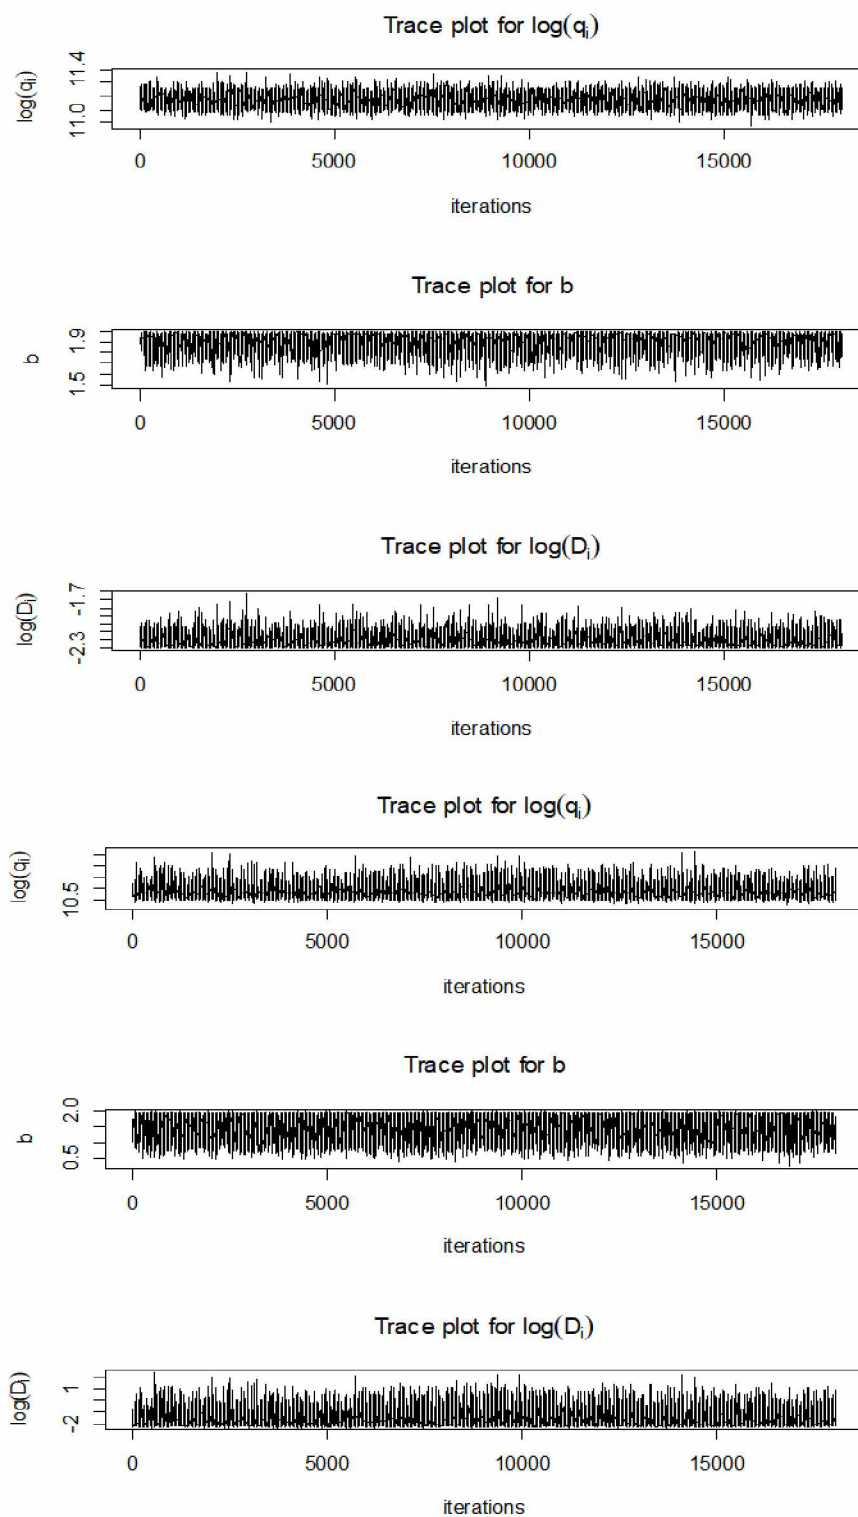 Trace plot for log(qᵢ)
log(qᵢ)
11.0 11.4
0 5000 10000 15000
iterations
Trace plot for b
b
1.5 1.9
0 5000 10000 15000
iterations
Trace plot for log(Dᵢ)
log(Dᵢ)
-2.3 -1.7
0 5000 10000 15000
iterations
Trace plot for log(qᵢ)
log(qᵢ)
10.5
0 5000 10000 15000
iterations
Trace plot for b
b
0.5 2.0
0 5000 10000 15000
iterations
Trace plot for log(Dᵢ)
log(Dᵢ)
-2 1
0 5000 10000 15000
iterations